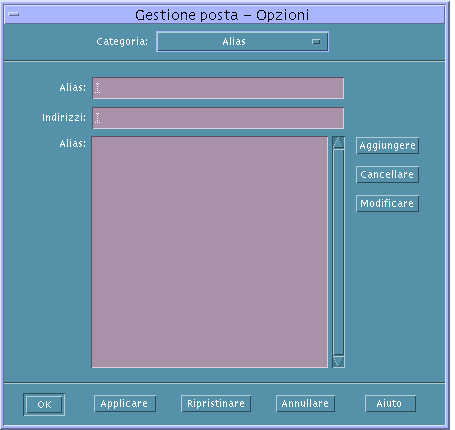 Gestione posta - Opzioni
Categoria: Alias
Alias:
Indirizzi:
Alias:
Aggiungere
Cancellare
Modificare
OK Applicare Ripristinare Annullare Aiuto